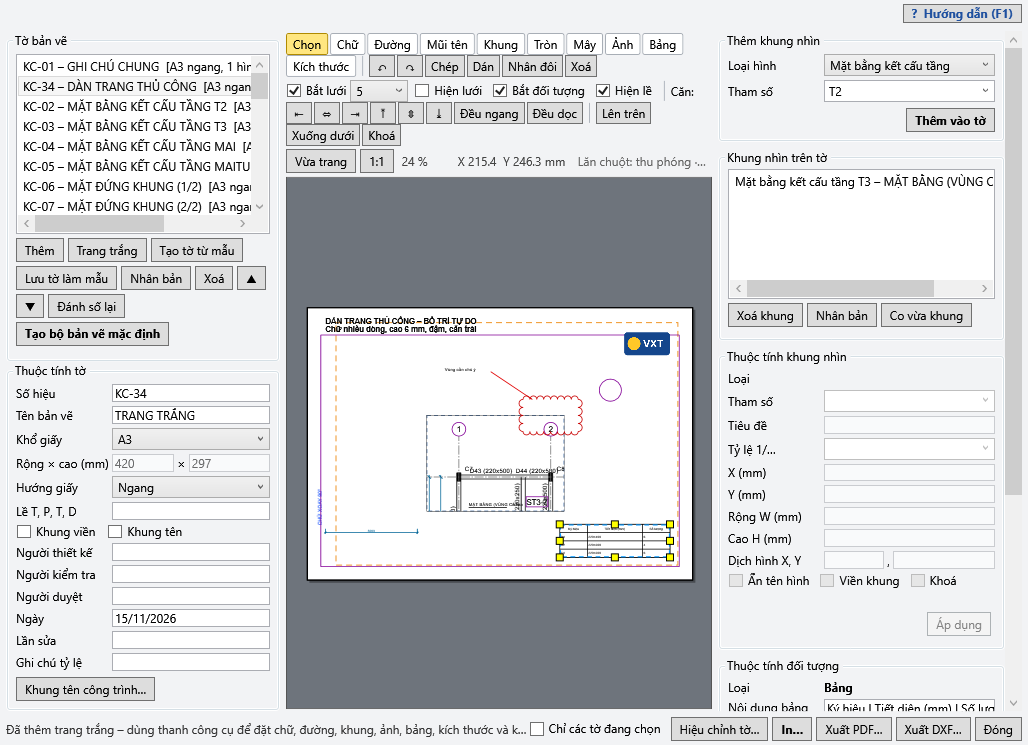 ? Hướng dẫn (F1)
Tờ bản vẽ
KC-01 – GHI CHÚ CHUNG [A3 ngang, 1 hìn
KC-34 – DÀN TRANG THỦ CÔNG [A3 ngan
KC-02 – MẶT BẰNG KẾT CẤU TẦNG T2 [A3
KC-03 – MẶT BẰNG KẾT CẤU TẦNG T3 [A3
KC-04 – MẶT BẰNG KẾT CẤU TẦNG MAI [A
KC-05 – MẶT BẰNG KẾT CẤU TẦNG MAITU
KC-06 – MẶT ĐỨNG KHUNG (1/2) [A3 ngan
KC-07 – MẶT ĐỨNG KHUNG (2/2) [A3 ngan
Thêm Trang trắng Tạo tờ từ mẫu
Lưu tờ làm mẫu Nhân bản Xoá ▲
▼ Đánh số lại
Tạo bộ bản vẽ mặc định
Thuộc tính tờ
Số hiệu KC-34
Tên bản vẽ TRANG TRẮNG
Khổ giấy A3
Rộng × cao (mm) 420 × 297
Hướng giấy Ngang
Lề T, P, T, D
Khung viền Khung tên
Người thiết kế
Người kiểm tra
Người duyệt
Ngày 15/11/2026
Lần sửa
Ghi chú tỷ lệ
Khung tên công trình...
Chọn Chữ Đường Mũi tên Khung Tròn Mây Ảnh Bảng
Kích thước Chép Dán Nhân đôi Xoá
Bắt lưới 5 Hiện lưới Bắt đối tượng Hiện lề Căn:
Đều ngang Đều dọc Lên trên
Xuống dưới Khoá
Vừa trang 1:1 24 % X 215.4 Y 246.3 mm Lăn chuột: thu phóng ·...
DÀN TRANG THỦ CÔNG – BỐ TRÍ TỰ DO
Chữ nhiều dòng, cao 6 mm, đậm, căn trái
VXT
Vùng cần chú ý
1 2
D43 (220x500) D44 (220x500)
MẶT BẰNG (VÙNG
ST3-2
Thêm khung nhìn
Loại hình Mặt bằng kết cấu tầng
Tham số T2
Thêm vào tờ
Khung nhìn trên tờ
Mặt bằng kết cấu tầng T3 – MẶT BẰNG (VÙNG C
Xoá khung Nhân bản Co vừa khung
Thuộc tính khung nhìn
Loại
Tham số
Tiêu đề
Tỷ lệ 1/...
X (mm)
Y (mm)
Rộng W (mm)
Cao H (mm)
Dịch hình X, Y ,
Ẩn tên hình Viền khung Khoá
Áp dụng
Thuộc tính đối tượng
Loại Bảng
Nội dung bảng Ký hiệu | Tiết diện (mm) | Số lượ
Đã thêm trang trắng – dùng thanh công cụ để đặt chữ, đường, khung, ảnh, bảng, kích thước và k... Chỉ các tờ đang chọn Hiệu chỉnh tờ... In... Xuất PDF... Xuất DXF... Đóng